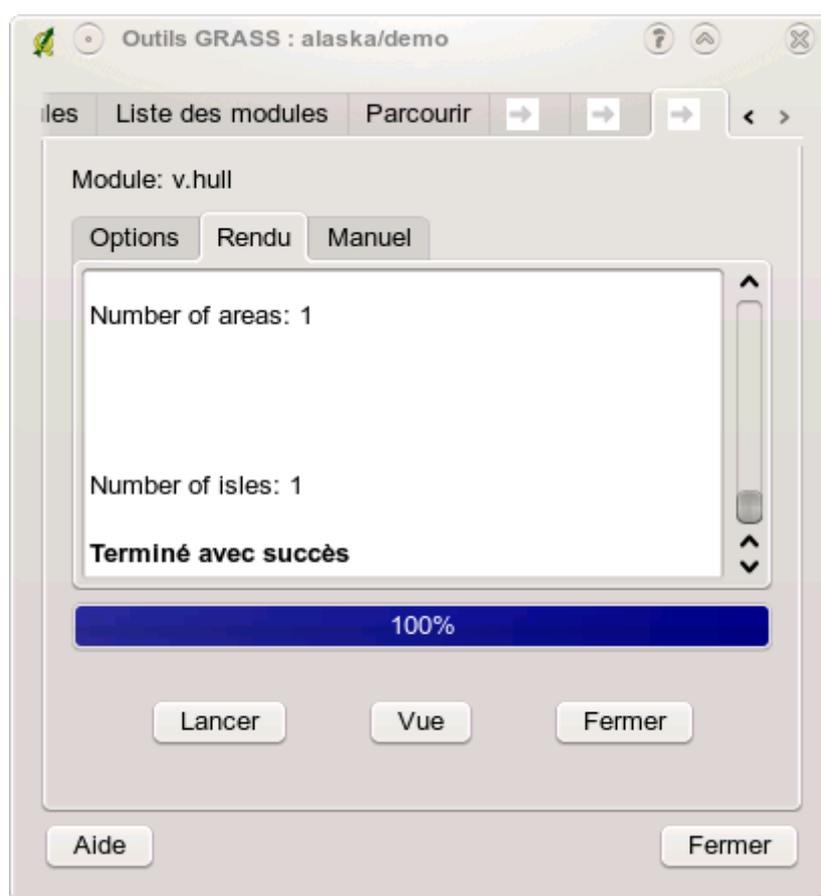 Outils GRASS : alaska/demo
les Liste des modules Parcourir
Module: v.hull
Options Rendu Manuel
Number of areas: 1
Number of isles: 1
Terminé avec succès
100%
Lancer Vue Fermer
Aide Fermer